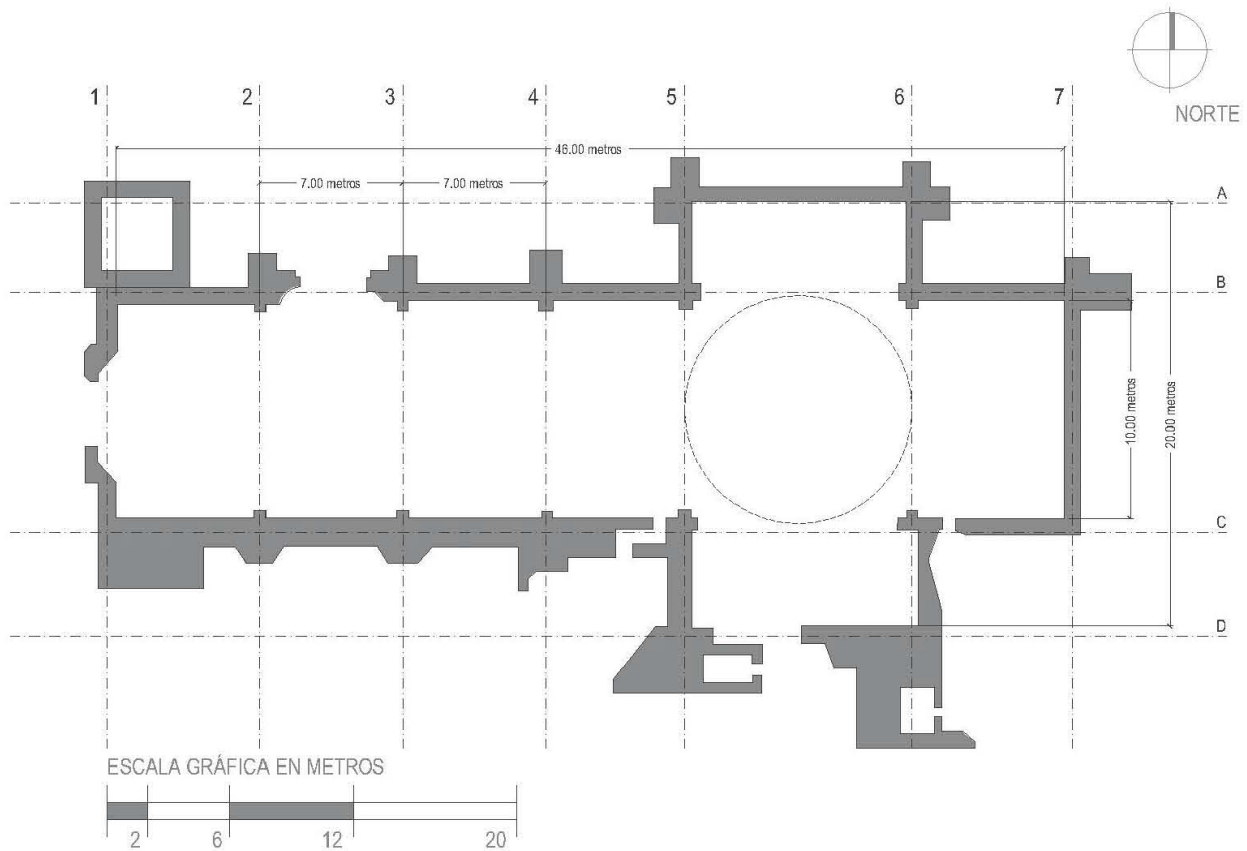 NORTE
1 2 3 4 5 6 7
46.00 metros
7.00 metros 7.00 metros
A
B
10.00 metros
20.00 metros
C
D
ESCALA GRÁFICA EN METROS
2 6 12 20